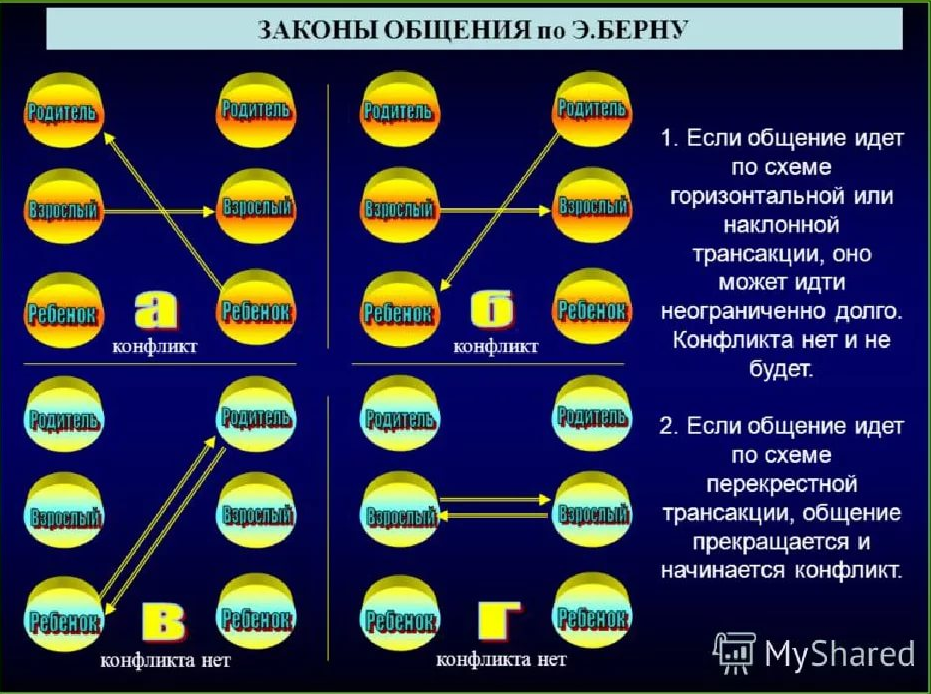 ЗАКОНЫ ОБЩЕНИЯ по Э.БЕРНУ
Родитель
Родитель
Взрослый
Взрослый
Ребенок
Ребенок
а
конфликт
Родитель
Родитель
Взрослый
Взрослый
Ребенок
Ребенок
б
конфликт
Родитель
Родитель
Взрослый
Взрослый
Ребенок
Ребенок
в
конфликта нет
Родитель
Родитель
Взрослый
Взрослый
Ребенок
Ребенок
г
конфликта нет
1. Если общение идет
по схеме
горизонтальной или
наклонной
трансакции, оно
может идти
неограниченно долго.
Конфликта нет и не
будет.
2. Если общение идет
по схеме
перекрестной
трансакции, общение
прекращается и
начинается конфликт.
MyShared